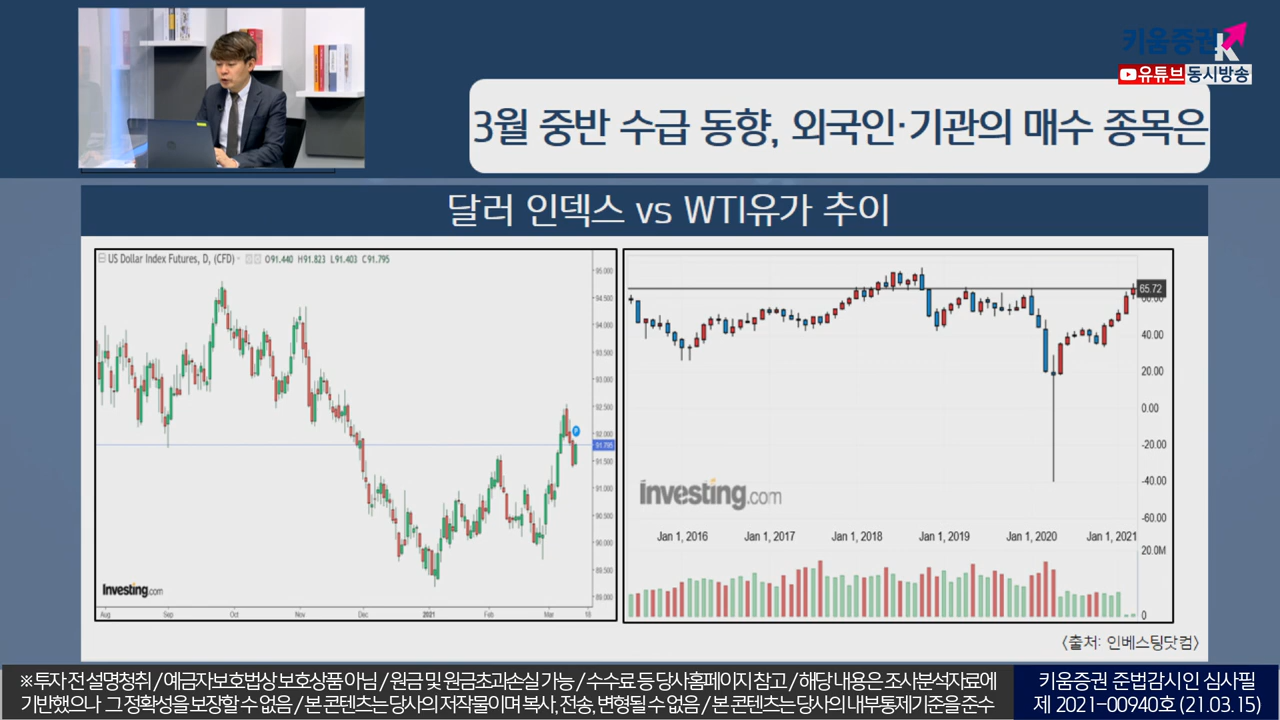 키움증권
유튜브동시방송
3월 중반 수급 동향, 외국인·기관의 매수 종목은
달러 인덱스 vs WTI유가 추이
US Dollar Index Futures, D, (CFD)
O91.440 H91.823 L91.403 C91.795
95.000
94.500
94.000
93.500
93.000
92.500
92.000
91.795
91.500
91.000
90.500
90.000
89.500
89.000
Investing.com
Aug Sep Oct Nov Dec 2021 Feb Mar 18
65.72
60.00
40.00
20.00
0.00
-20.00
-40.00
-60.00
Investing.com
Jan 1, 2016 Jan 1, 2017 Jan 1, 2018 Jan 1, 2019 Jan 1, 2020 Jan 1, 2021
20.0M
0
<출처: 인베스팅닷컴>
※ 투자 전 설명청취 / 예금자보호법상 보호상품 아님 / 원금 및 원금초과손실 가능 / 수수료 등 당사홈페이지 참고 / 해당 내용은 조사분석자료에
기반했으나 그 정확성을 보장할 수 없음 / 본 콘텐츠는 당사의 저작물이며 복사, 전송, 변형될 수 없음 / 본 콘텐츠는 당사의 내부통제기준을 준수
키움증권 준법감시인 심사필
제 2021-00940호 (21.03.15)